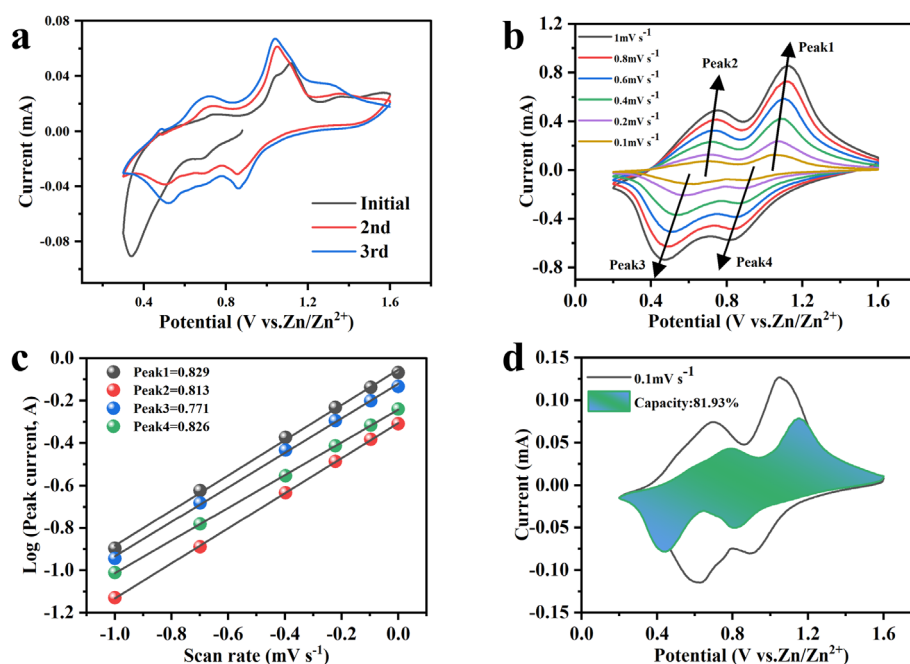 a
0.08
0.04
0.00
-0.04
-0.08
Current (mA)
Initial
2nd
3rd
0.4
0.8
1.2
1.6
Potential (V vs.Zn/Zn²⁺)
b
1mV s⁻¹
0.8mV s⁻¹
0.6mV s⁻¹
0.4mV s⁻¹
0.2mV s⁻¹
0.1mV s⁻¹
Peak2
Peak1
Peak3
Peak4
1.2
0.8
0.4
0.0
-0.4
-0.8
Current (mA)
0.0
0.4
0.8
1.2
1.6
Potential (V vs.Zn/Zn²⁺)
c
Peak1=0.829
Peak2=0.813
Peak3=0.771
Peak4=0.826
0.0
-0.2
-0.4
-0.6
-0.8
-1.0
-1.2
Log (Peak current, A)
-1.0
-0.8
-0.6
-0.4
-0.2
0.0
Scan rate (mV s⁻¹)
d
0.1mV s⁻¹
Capacity:81.93%
0.15
0.10
0.05
0.00
-0.05
-0.10
-0.15
Current (mA)
0.0
0.4
0.8
1.2
1.6
Potential (V vs.Zn/Zn²⁺)